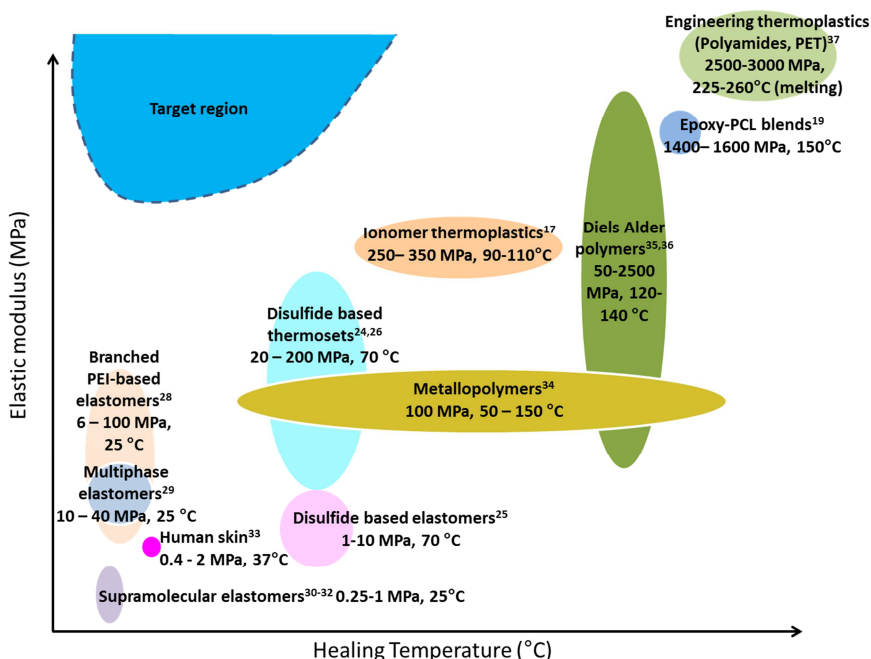 Engineering thermoplastics
(Polyamides, PET)37
2500-3000 MPa,
225-260°C (melting)
Target region
Epoxy-PCL blends19
1400– 1600 MPa, 150°C
Elastic modulus (MPa)
Ionomer thermoplastics17
250– 350 MPa, 90-110°C
Diels Alder
polymers35,36
50-2500
MPa, 120-
140 °C
Disulfide based
thermosets24,26
20 – 200 MPa, 70 °C
Branched
PEI-based
elastomers28
6 – 100 MPa,
25 °C
Metallopolymers34
100 MPa, 50 – 150 °C
Multiphase
elastomers29
10 – 40 MPa, 25 °C
Disulfide based elastomers25
1-10 MPa, 70 °C
Human skin33
0.4 - 2 MPa, 37°C
Supramolecular elastomers30-32 0.25-1 MPa, 25°C
Healing Temperature (°C)